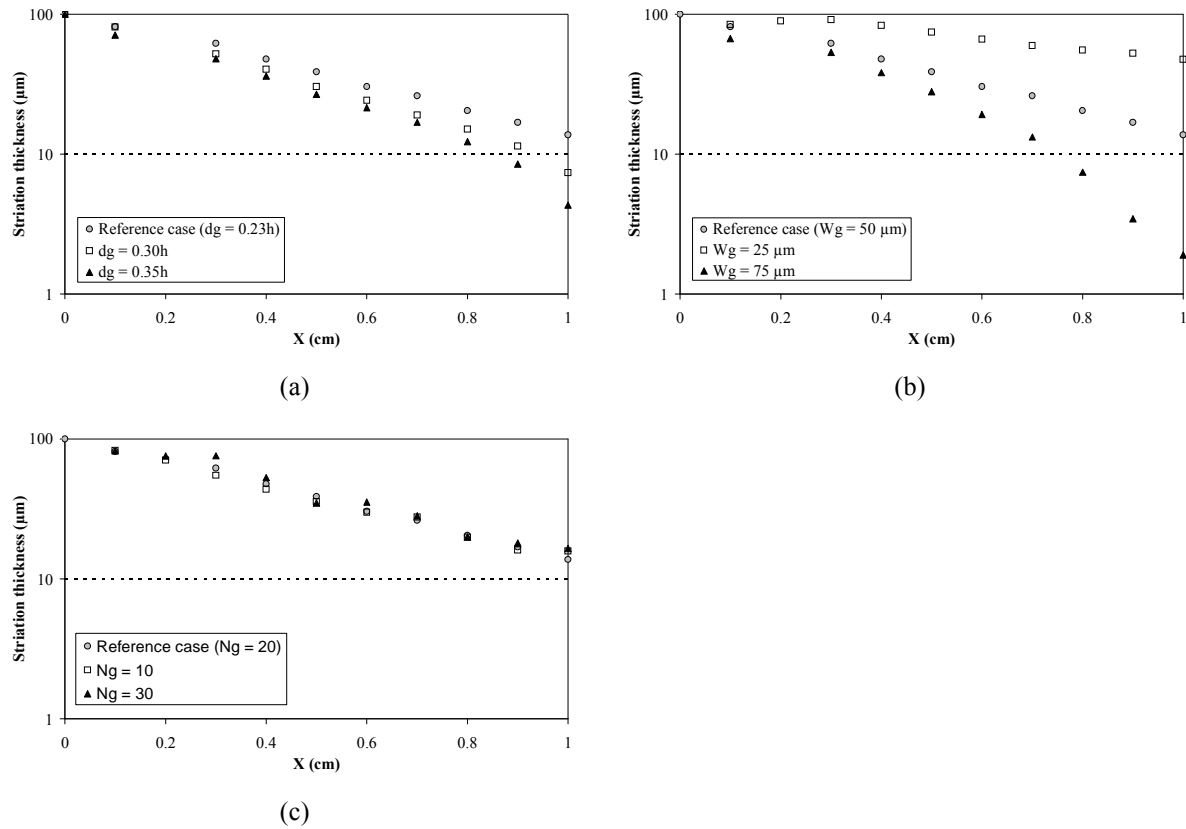 100
10
1
Striation thickness (µm)
Reference case (dg = 0.23h)
dg = 0.30h
dg = 0.35h
0 0.2 0.4 0.6 0.8 1
X (cm)
(a)
100
10
1
Striation thickness (µm)
Reference case (Wg = 50 µm)
Wg = 25 µm
Wg = 75 µm
0 0.2 0.4 0.6 0.8 1
X (cm)
(b)
100
10
1
Striation thickness (µm)
Reference case (Ng = 20)
Ng = 10
Ng = 30
0 0.2 0.4 0.6 0.8 1
X (cm)
(c)